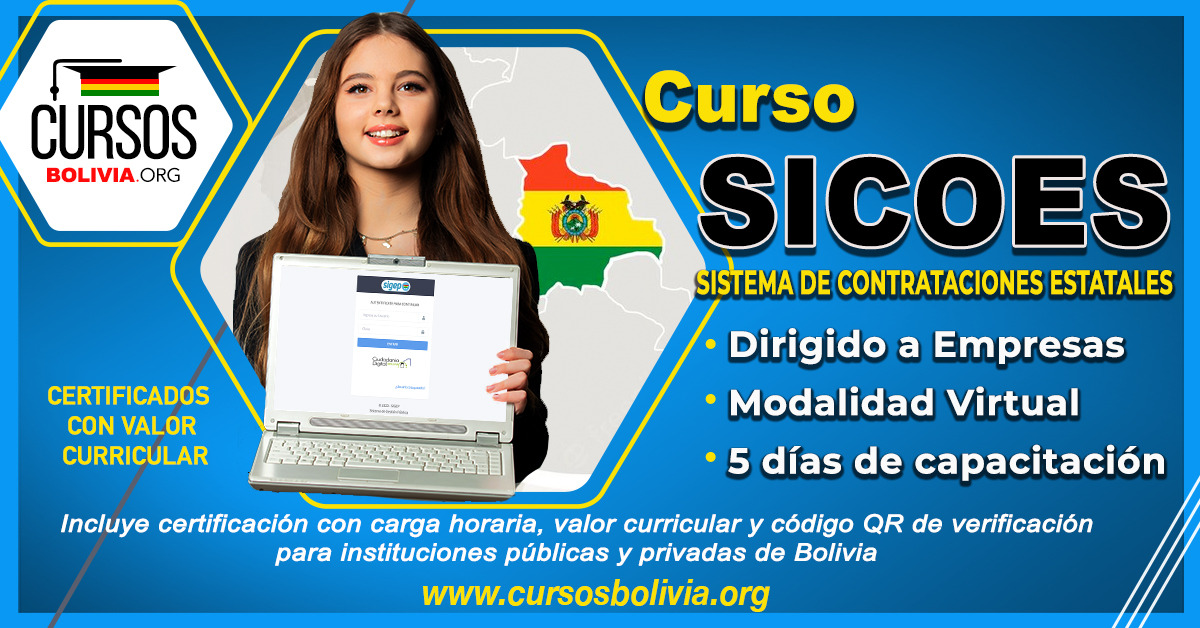 CURSOS
BOLIVIA.ORG
Curso
SICOES
SISTEMA DE CONTRATACIONES ESTATALES
• Dirigido a Empresas
• Modalidad Virtual
• 5 días de capacitación
sigep
Ciudadanía
Digital
CERTIFICADOS
CON VALOR
CURRICULAR
Incluye certificación con carga horaria, valor curricular y código QR de verificación
para instituciones públicas y privadas de Bolivia
www.cursosbolivia.org